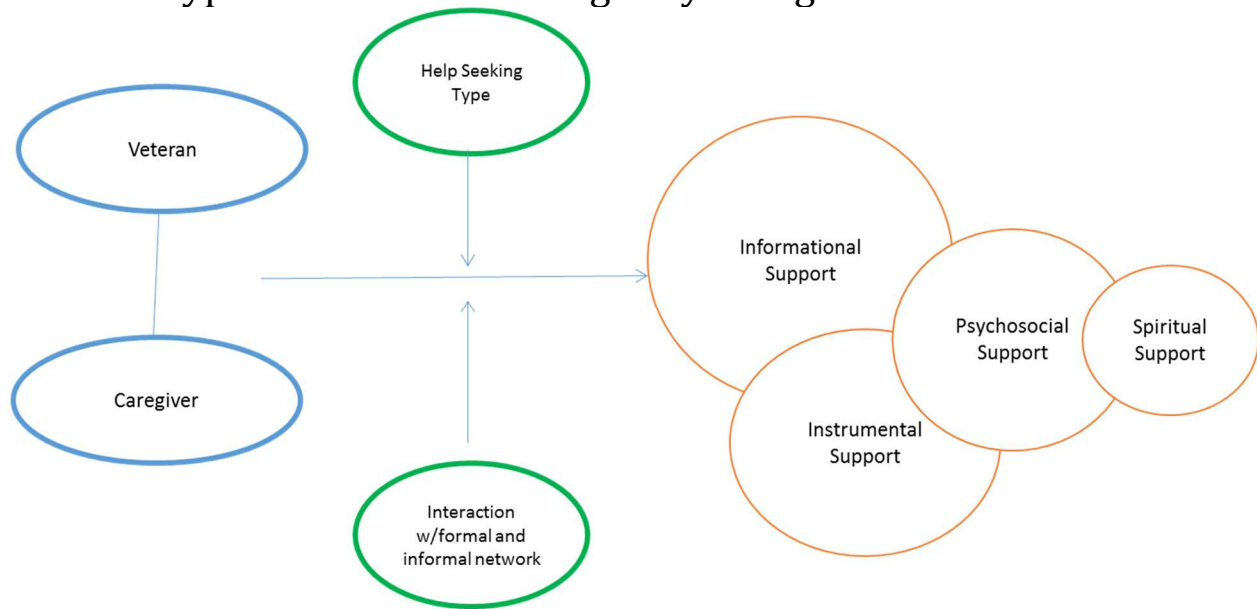 Help Seeking
Type
Veteran
Caregiver
Interaction
w/formal and
informal network
Informational
Support
Instrumental
Support
Psychosocial
Support
Spiritual
Support